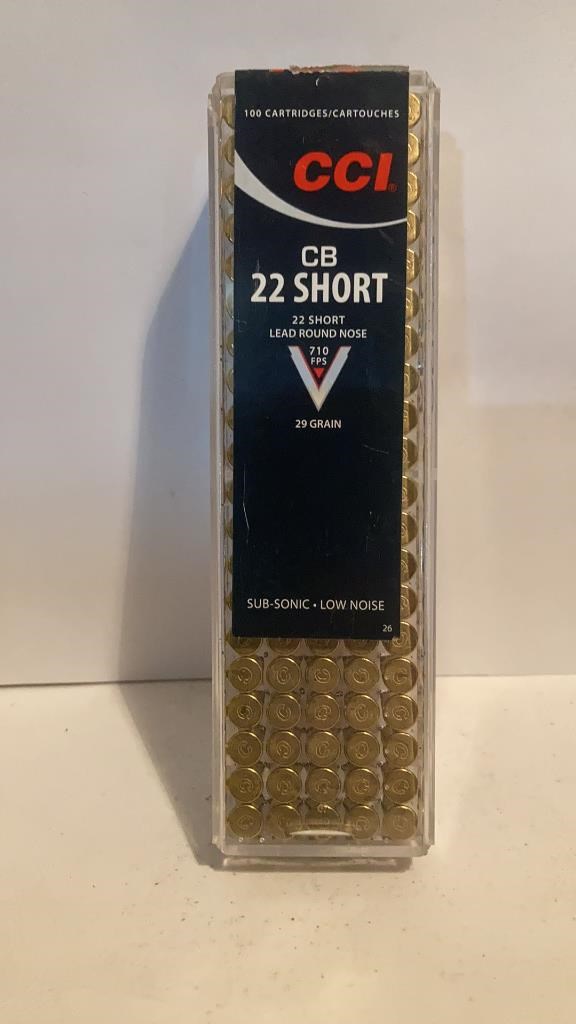 100 CARTRIDGES/CARTOUCHES
CCI®
CB
22 SHORT
22 SHORT
LEAD ROUND NOSE
710
FPS
29 GRAIN
SUB-SONIC • LOW NOISE
26